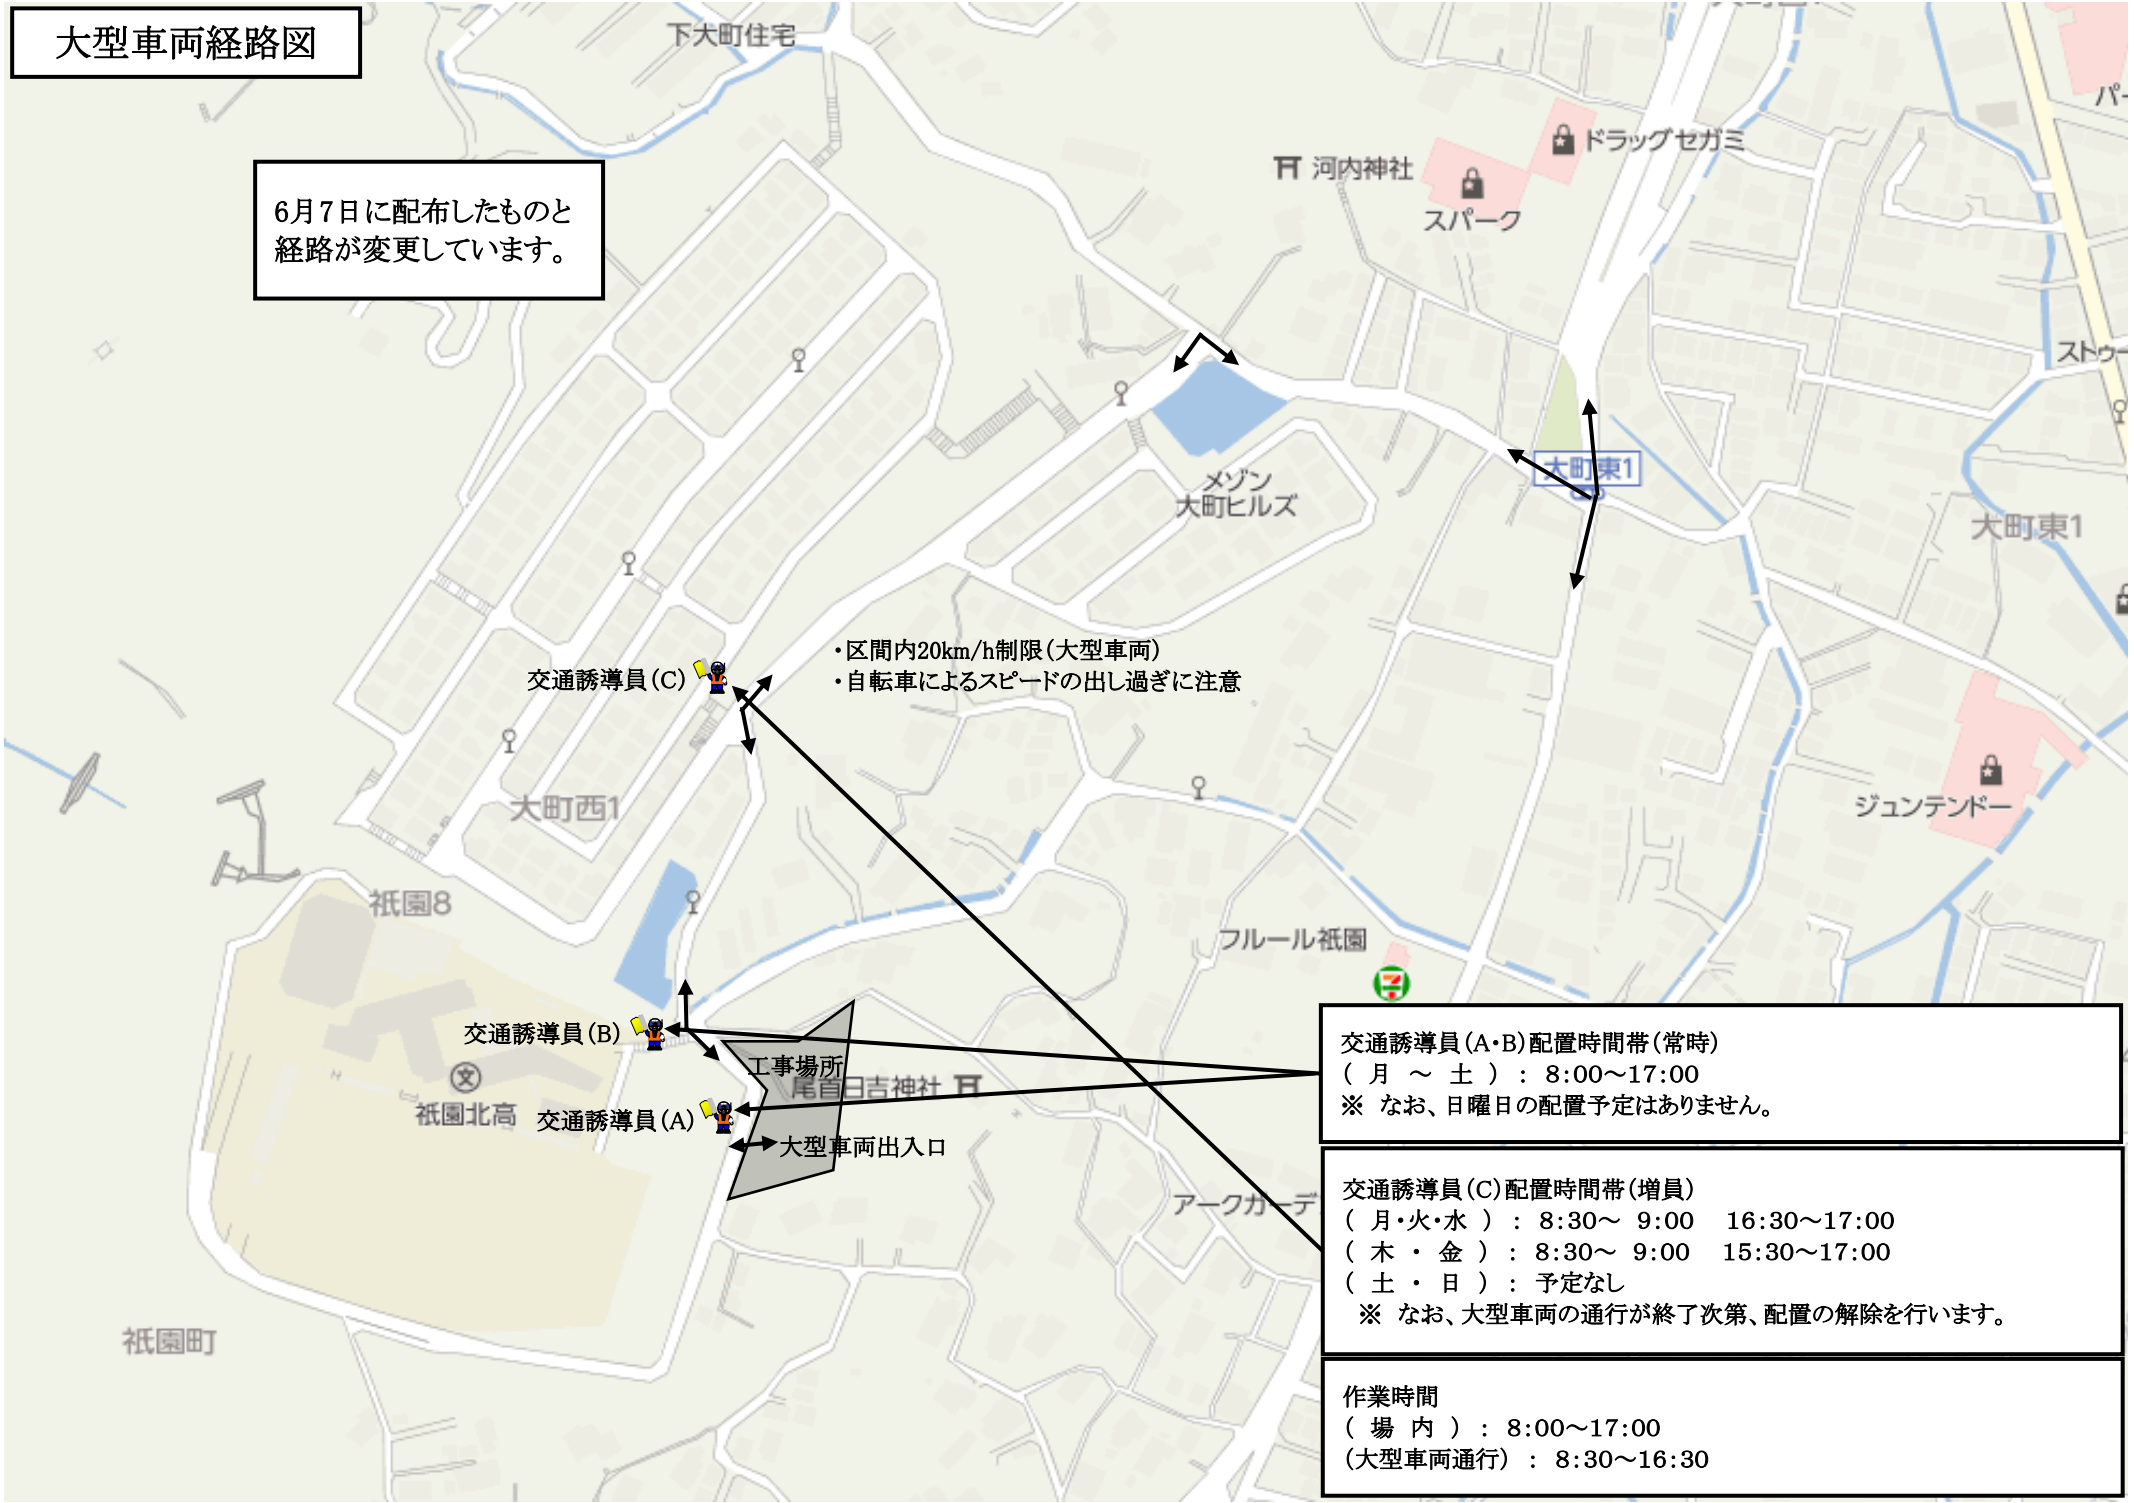 大型車両経路図
下大町住宅
6月7日に配布したものと
経路が変更しています。
ドラッグセガミ
河内神社
スパーク
メゾン
大町ヒルズ
大町東1
大町東1
・区間内20km/h制限(大型車両)
・自転車によるスピードの出し過ぎに注意
交通誘導員(C)
大町西1
ジュンテンドー
祇園8
フルール祇園
交通誘導員(B)
工事場所
尾首日吉神社
文
祇園北高
交通誘導員(A)
大型車両出入口
祇園町
交通誘導員(A・B)配置時間帯(常時)
( 月 ～ 土 ) : 8:00～17:00
※ なお、日曜日の配置予定はありません。
交通誘導員(C)配置時間帯(増員)
( 月・火・水 ) : 8:30～ 9:00 16:30～17:00
( 木 ・ 金 ) : 8:30～ 9:00 15:30～17:00
( 土 ・ 日 ) : 予定なし
※ なお、大型車両の通行が終了次第、配置の解除を行います。
作業時間
( 場 内 ) : 8:00～17:00
(大型車両通行) : 8:30～16:30